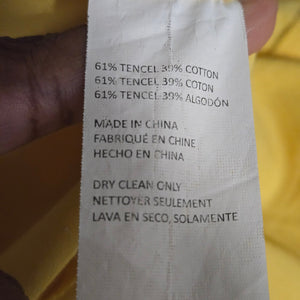 61% TENCEL 39% COTTON
61% TENCEL 39% COTON
61% TENCEL 39% ALGODÓN
MADE IN CHINA
FABRIQUÉ EN CHINE
HECHO EN CHINA
DRY CLEAN ONLY
NETTOYER SEULEMENT
LAVA EN SECO, SOLAMENTE